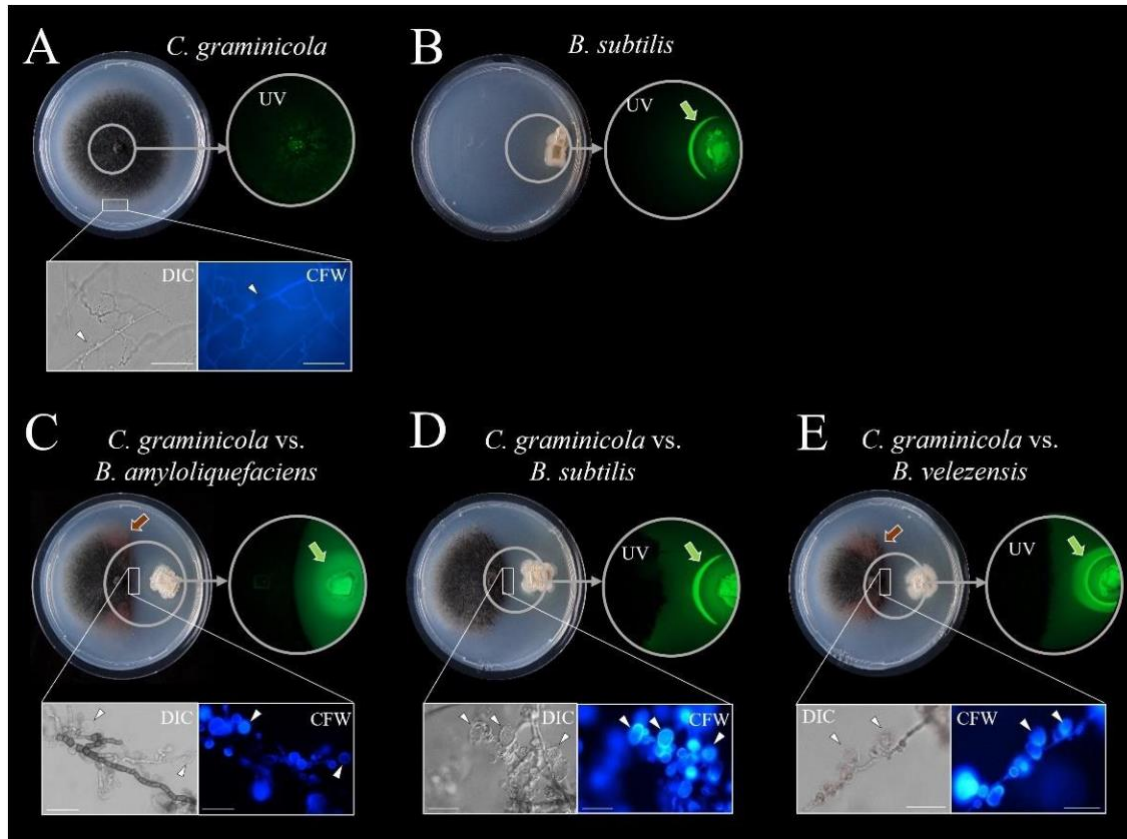 A
C. graminicola
UV
DIC
CFW
B
B. subtilis
UV
C
C. graminicola vs.
B. amyloliquefaciens
DIC
CFW
D
C. graminicola vs.
B. subtilis
UV
DIC
CFW
E
C. graminicola vs.
B. velezensis
UV
DIC
CFW